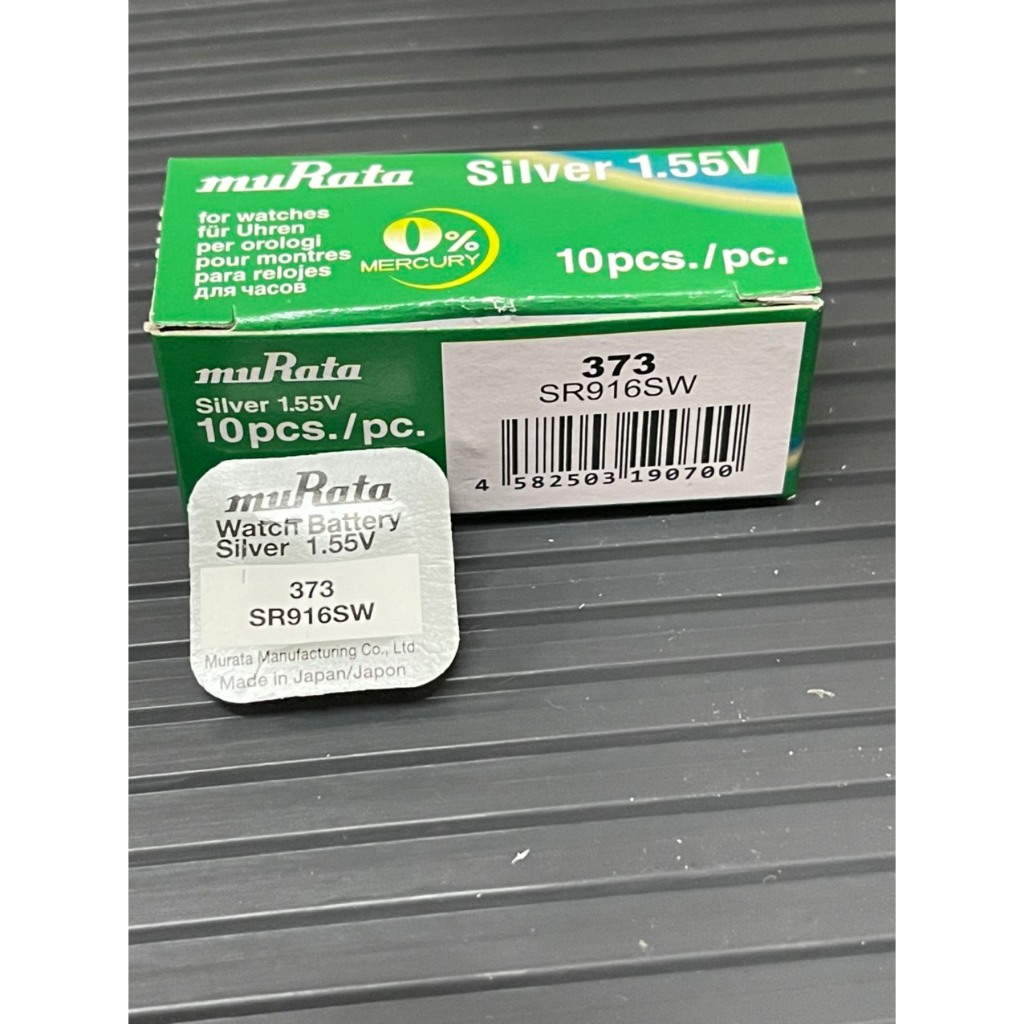 muRata
Silver 1.55V
for watches
für Uhren
per orologi
pour montres
para relojes
для часов
0%
MERCURY
10pcs./pc.
muRata
Silver 1.55V
10pcs./pc.
373
SR916SW
4 582503 190700
muRata
Watch Battery
Silver 1.55V
373
SR916SW
Murata Manufacturing Co., Ltd.
Made in Japan/Japon